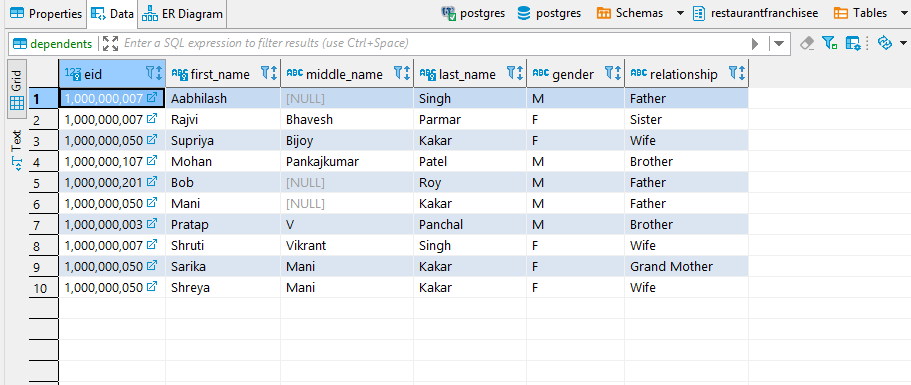 Properties Data ER Diagram postgres postgres Schemas restaurantfranchisee Tables
dependents Enter a SQL expression to filter results (use Ctrl+Space)
Grid
Text
123 eid ABC first_name ABC middle_name ABC last_name ABC gender ABC relationship
1 1,000,000,007 Aabhilash [NULL] Singh M Father
2 1,000,000,007 Rajvi Bhavesh Parmar F Sister
3 1,000,000,050 Supriya Bijoy Kakar F Wife
4 1,000,000,107 Mohan Pankajkumar Patel M Brother
5 1,000,000,201 Bob [NULL] Roy M Father
6 1,000,000,050 Mani [NULL] Kakar M Father
7 1,000,000,003 Pratap V Panchal M Brother
8 1,000,000,007 Shruti Vikrant Singh F Wife
9 1,000,000,050 Sarika Mani Kakar F Grand Mother
10 1,000,000,050 Shreya Mani Kakar F Wife